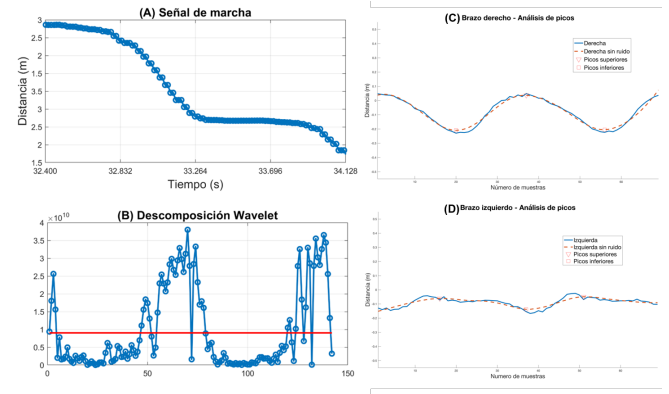 (A) Señal de marcha
Distancia (m)
3
2.5
2
3.5
3
2.5
2
1.5
32.400
32.832
33.264
33.696
34.128
Tiempo (s)
(B) Descomposición Wavelet
×10¹⁰
4
3.5
3
2.5
2
1.5
1
0.5
0
0
50
100
150
(C) Brazo derecho - Análisis de picos
Derecha
Derecha sin ruido
Picos superiores
Picos inferiores
Distancia (m)
Número de muestras
(D) Brazo izquierdo - Análisis de picos
Izquierda
Izquierda sin ruido
Picos superiores
Picos inferiores
Distancia (m)
Número de muestras